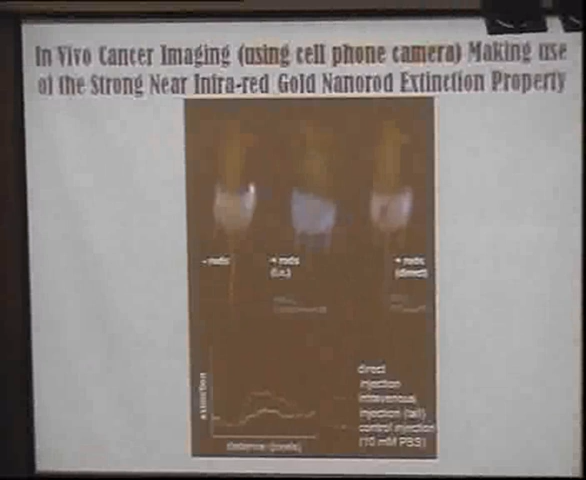 In Vivo Cancer Imaging (using cell phone camera) Making use
of the Strong Near Infra-red Gold Nanorod Extinction Property
- rods
+ rods
(i.v.)
+ rods
(direct)
extinction
distance (pixels)
direct
injection
intravenous
injection (tail)
control injection
(10 mM PBS)